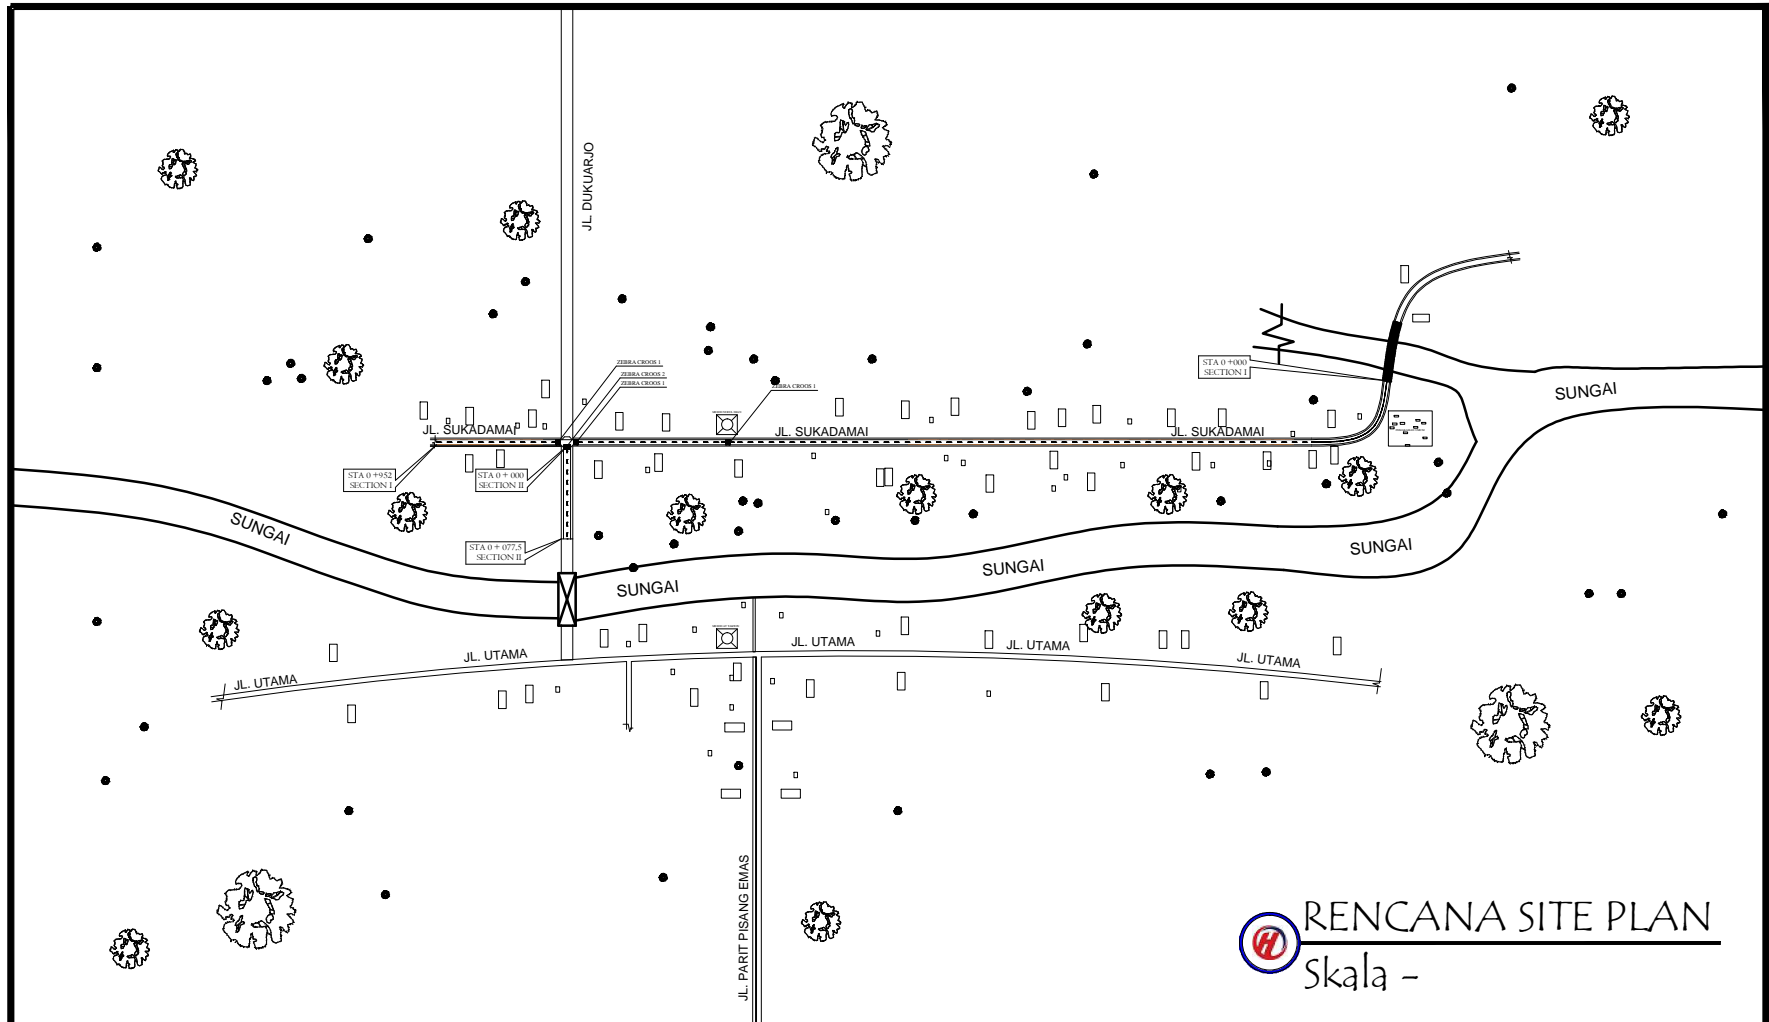 JL. DUKUARJO
ZEBRA CROOS 1
ZEBRA CROOS 2
ZEBRA CROOS 1
ZEBRA CROOS 1
STA 0 +000
SECTION I
SUNGAI
JL. SUKADAMAI
JL. SUKADAMAI
JL. SUKADAMAI
STA 0 +952
SECTION I
STA 0 + 000
SECTION II
SUNGAI
STA 0 + 077,5
SECTION II
SUNGAI
SUNGAI
SUNGAI
JL. UTAMA
JL. UTAMA
JL. UTAMA
JL. UTAMA
JL. UTAMA
JL. PARIT PISANG EMAS
H
RENCANA SITE PLAN
Skala -